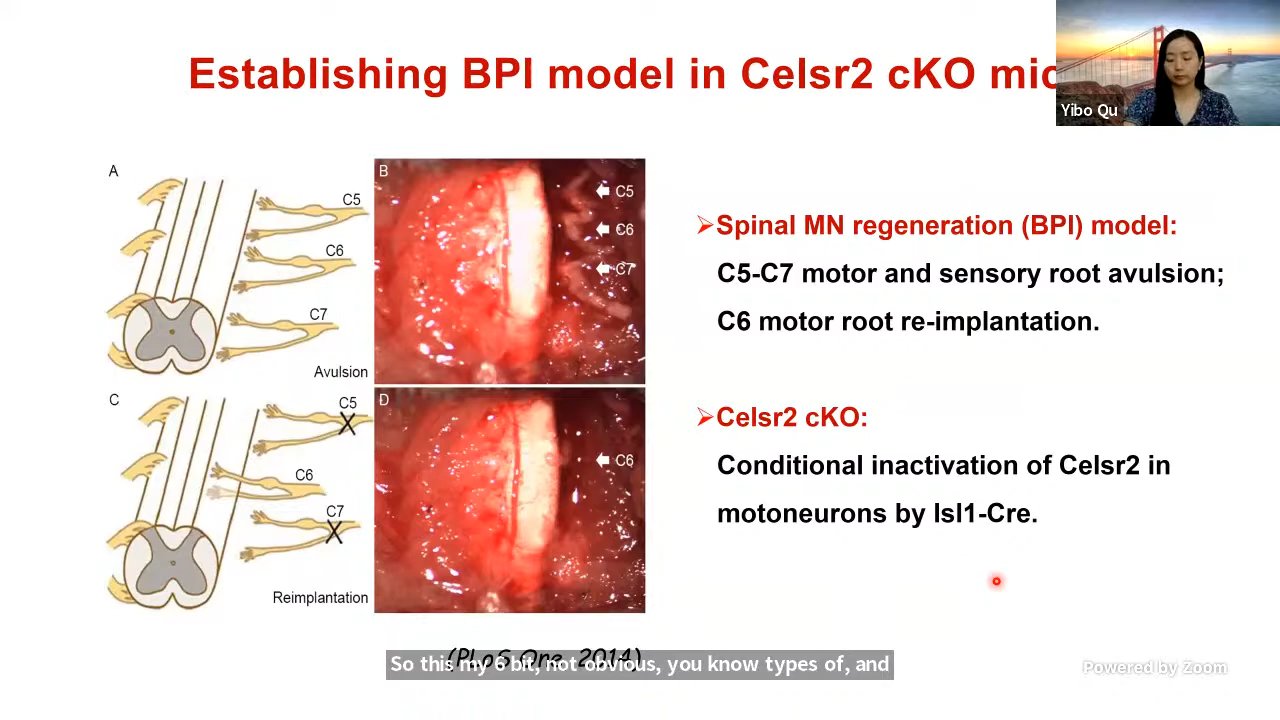 Establishing BPI model in Celsr2 cKO mic
Yibo Qu
A
C5
C6
C7
Avulsion
B
C5
C6
C7
C
C5
C6
C7
Reimplantation
D
C6
➢Spinal MN regeneration (BPI) model:
C5-C7 motor and sensory root avulsion;
C6 motor root re-implantation.
➢Celsr2 cKO:
Conditional inactivation of Celsr2 in
motoneurons by Isl1-Cre.
(PLoS One, 2014)
So this my 6 bit, not obvious, you know types of, and
Powered by Zoom